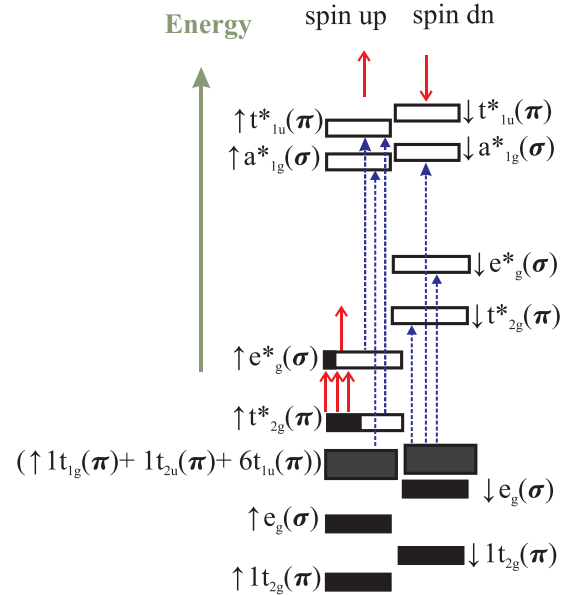 spin up spin dn
Energy
↑t*1u(π) ↓t*1u(π)
↑a*1g(σ) ↓a*1g(σ)
↓e*g(σ)
↓t*2g(π)
↑e*g(σ)
↑t*2g(π)
(↑1t1g(π)+ 1t2u(π)+ 6t1u(π))
↓eg(σ)
↑eg(σ)
↓1t2g(π)
↑1t2g(π)